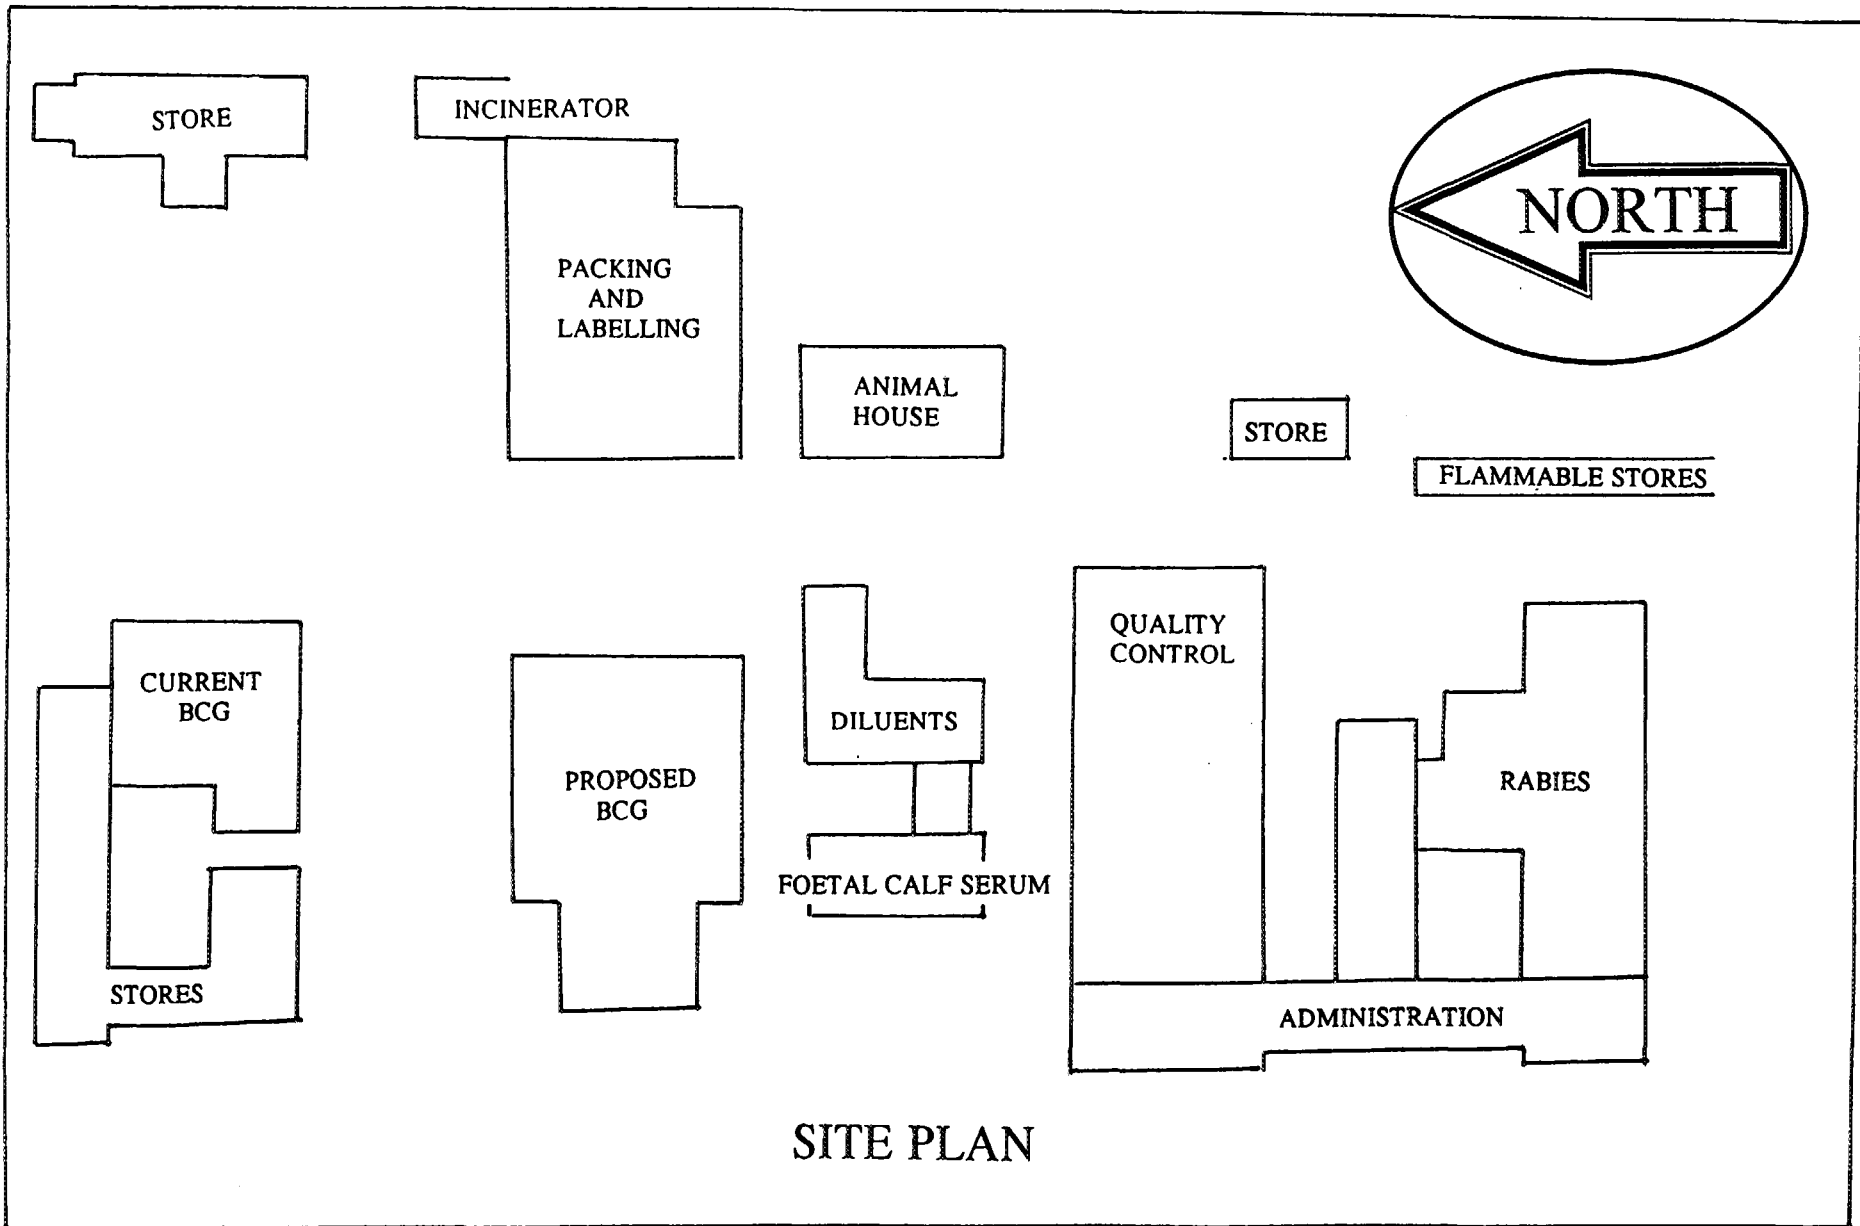 STORE
INCINERATOR
NORTH
PACKING
AND
LABELLING
ANIMAL
HOUSE
STORE
FLAMMABLE STORES
CURRENT
BCG
PROPOSED
BCG
DILUENTS
FOETAL CALF SERUM
QUALITY
CONTROL
RABIES
STORES
ADMINISTRATION
SITE PLAN